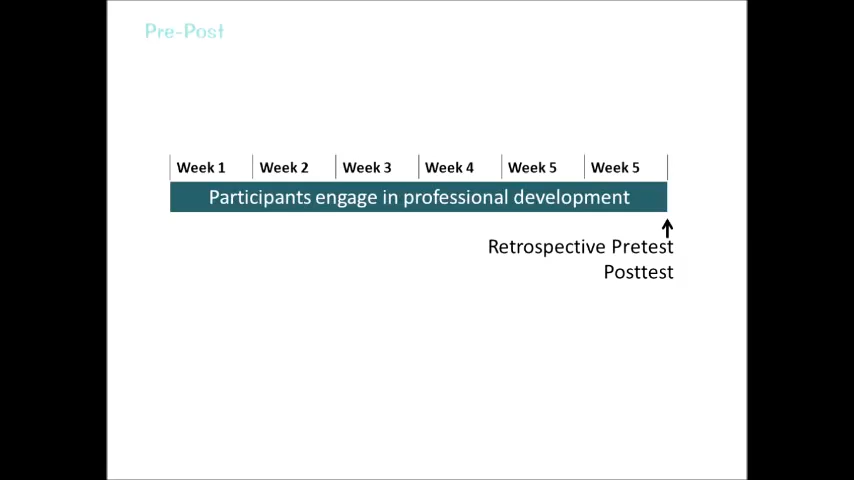 Pre-Post
Week 1 Week 2 Week 3 Week 4 Week 5 Week 5
Participants engage in professional development
Retrospective Pretest
Posttest